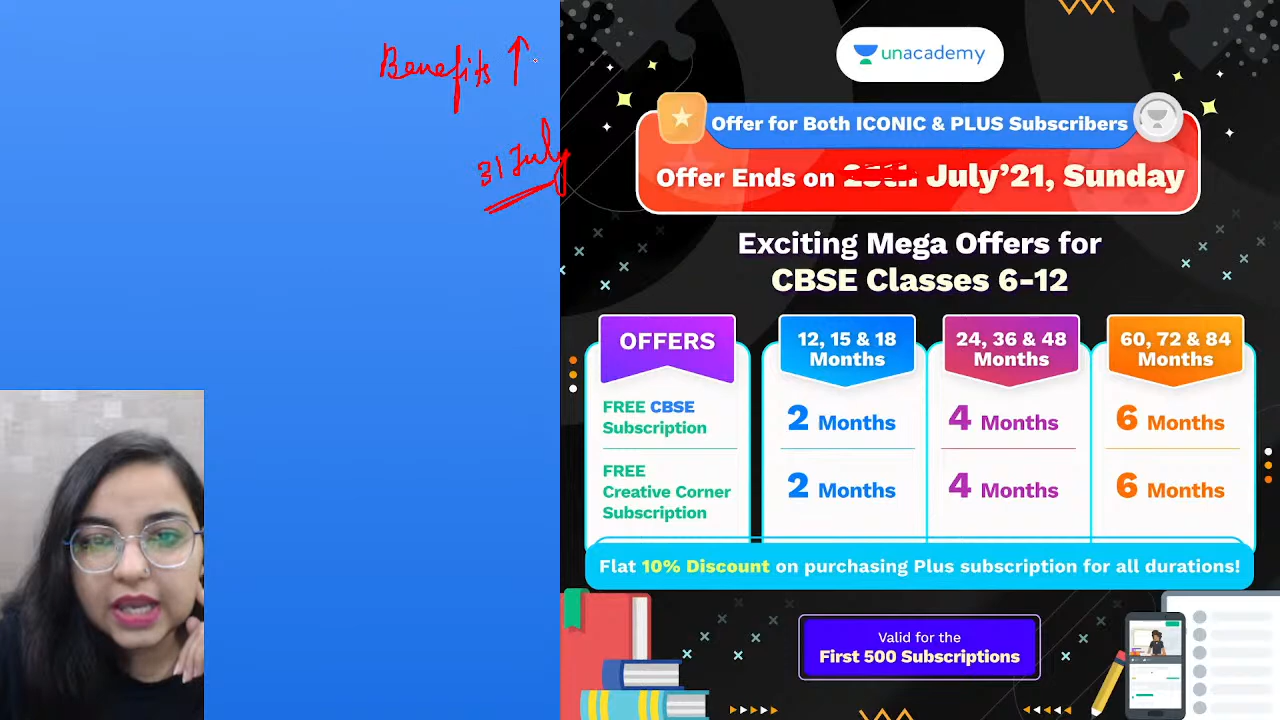 Benefits ↑
31 July
unacademy
Offer for Both ICONIC & PLUS Subscribers
Offer Ends on July’21, Sunday
Exciting Mega Offers for
CBSE Classes 6-12
OFFERS
12, 15 & 18
Months
24, 36 & 48
Months
60, 72 & 84
Months
FREE CBSE
Subscription
2 Months
4 Months
6 Months
FREE
Creative Corner
Subscription
2 Months
4 Months
6 Months
Flat 10% Discount on purchasing Plus subscription for all durations!
Valid for the
First 500 Subscriptions